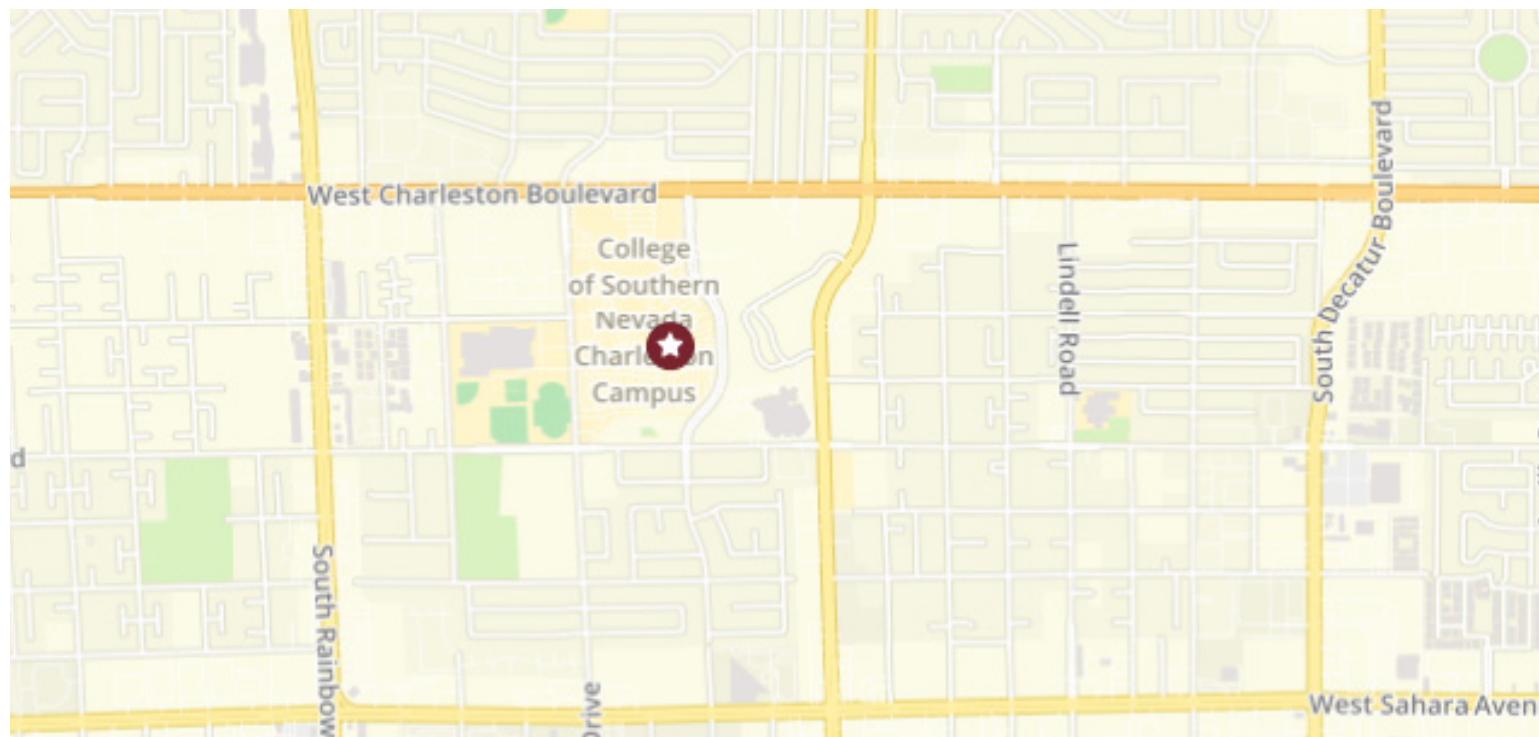 West Charleston Boulevard
College
of Southern
Nevada
Charleston
Campus
Lindell Road
South Decatur Boulevard
d
South Rainbow
Drive
West Sahara Aven